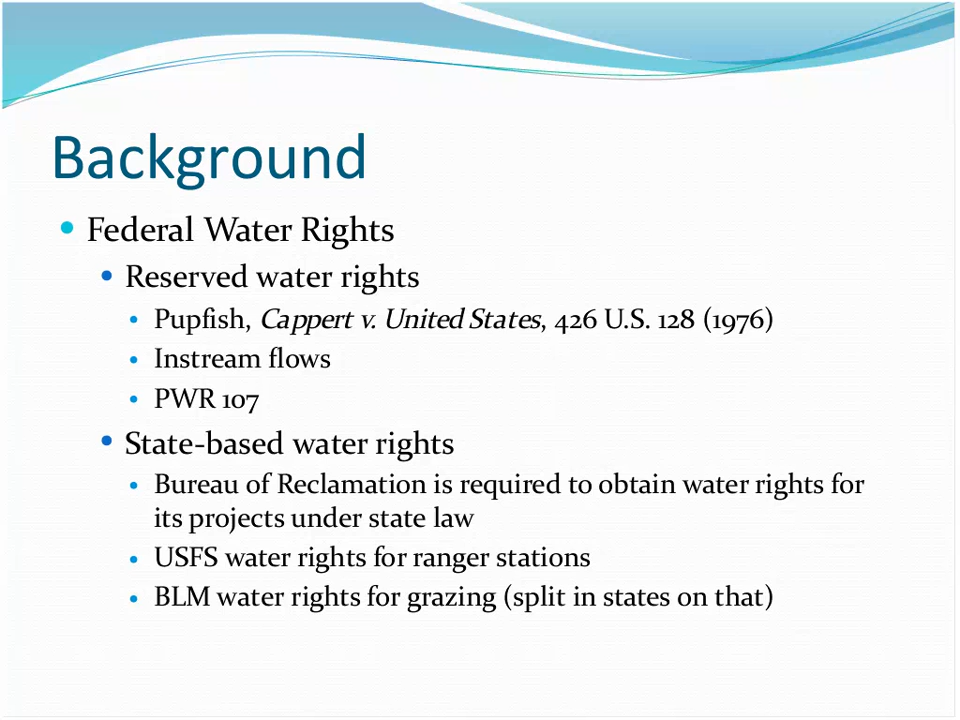 Background
• Federal Water Rights
• Reserved water rights
• Pupfish, Cappert v. United States, 426 U.S. 128 (1976)
• Instream flows
• PWR 107
• State-based water rights
• Bureau of Reclamation is required to obtain water rights for
its projects under state law
• USFS water rights for ranger stations
• BLM water rights for grazing (split in states on that)